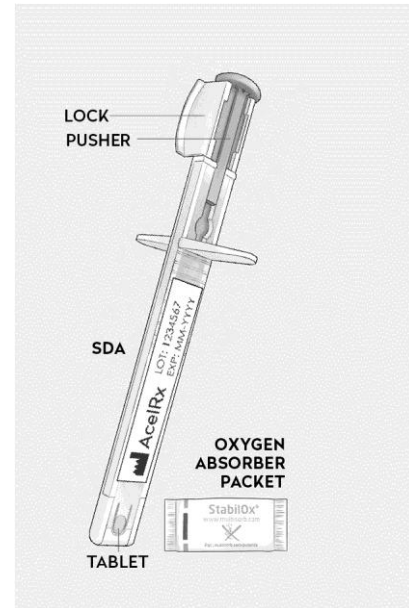 LOCK
PUSHER
SDA
AcelRx
LOT: 1234567
EXP: MM-YYYY
OXYGEN
ABSORBER
PACKET
StabilOx
TABLET